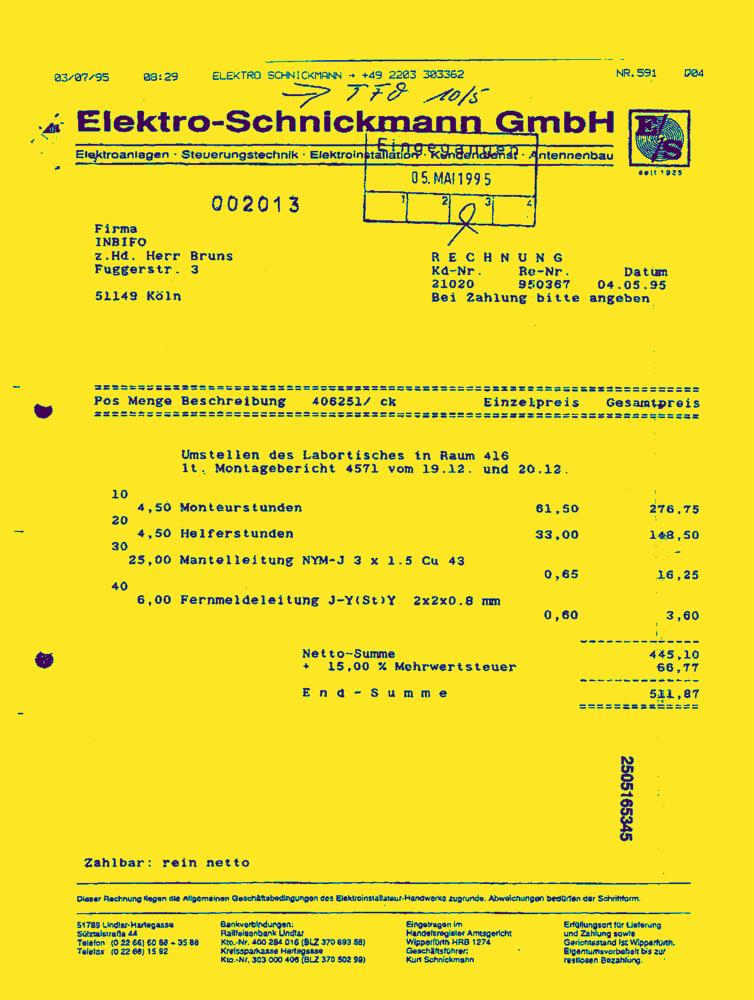 03/07/95 08:29 ELEKTRO SCHNICKMANN → +49 2203 303362 NR.591 D04
10/5
Elektro-Schnickmann GmbH
E/S
Elektroanlagen · Steuerungstechnik · Elektroinstallation · Kundendienst · Antennenbau
seit 1925
Eingegangen
05. MAI 1995
1 2 3 4
002013
Firma
INBIFO
z.Hd. Herr Bruns
Fuggerstr. 3
51149 Köln
R E C H N U N G
Kd-Nr. Re-Nr. Datum
21020 950367 04.05.95
Bei Zahlung bitte angeben
Pos Menge Beschreibung 406251/ ck Einzelpreis Gesamtpreis
Umstellen des Labortisches in Raum 416
lt. Montagebericht 4571 vom 19.12. und 20.12.
10
4,50 Monteurstunden 61,50 276,75
20
4,50 Helferstunden 33,00 148,50
30
25,00 Mantelleitung NYM-J 3 x 1.5 Cu 43
0,65 16,25
40
6,00 Fernmeldeleitung J-Y(St)Y 2x2x0.8 mm
0,60 3,60
Netto-Summe 445,10
+ 15,00 % Mehrwertsteuer 66,77
E n d - S u m m e 511,87
2505165345
Zahlbar: rein netto
Dieser Rechnung liegen die Allgemeinen Geschäftsbedingungen des Elektroinstallateur-Handwerks zugrunde. Abweichungen bedürfen der Schriftform.
51789 Lindlar-Hartegasse
Sülztalstraße 44
Telefon (0 22 66) 60 88 + 35 88
Telefax (0 22 66) 15 92
Bankverbindungen:
Raiffeisenbank Lindlar
Kto.-Nr. 400 284 016 (BLZ 370 693 58)
Kreissparkasse Hartegasse
Kto.-Nr. 303 000 406 (BLZ 370 502 99)
Eingetragen im
Handelsregister Amtsgericht
Wipperfürth HRB 1274
Geschäftsführer:
Kurt Schnickmann
Erfüllungsort für Lieferung
und Zahlung sowie
Gerichtsstand ist Wipperfürth.
Eigentumsvorbehalt bis zur
restlosen Bezahlung.